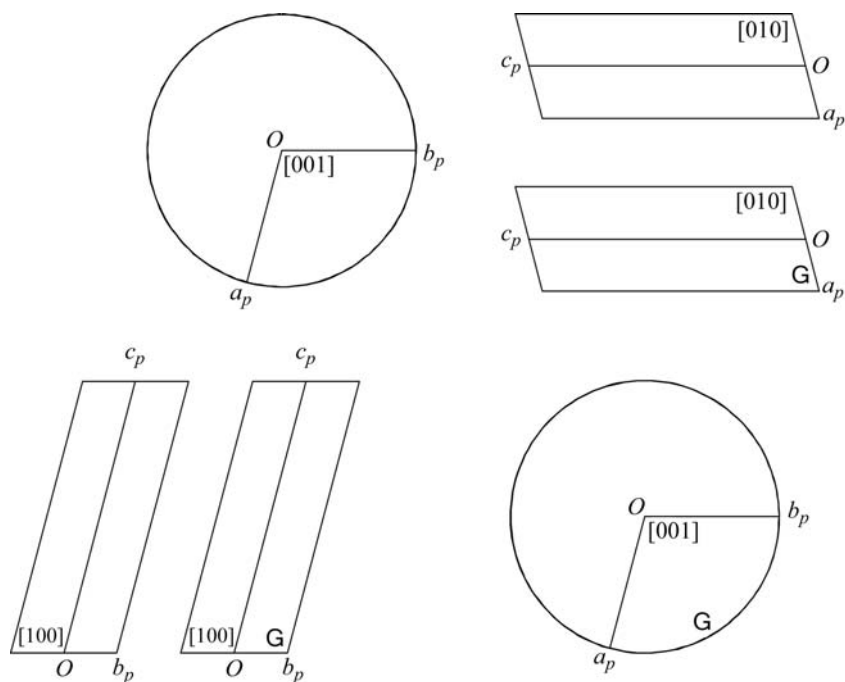 [010]
c_p O
a_p
O
[001] b_p
a_p
[010]
c_p O
G a_p
c_p c_p
[100] [100] G
O b_p O b_p
O
[001] b_p
G
a_p